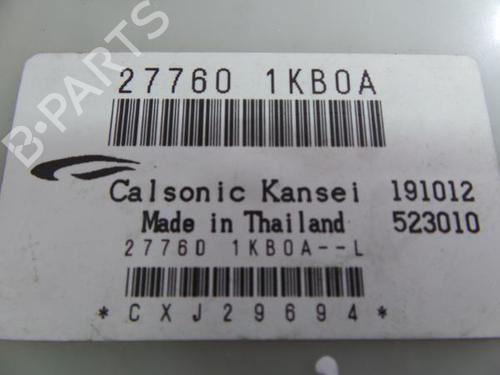 27760 1KB0A
B-PARTS
Calsonic Kansei 191012
Made in Thailand 523010
27760 1KB0A--L
*CXJ29694*